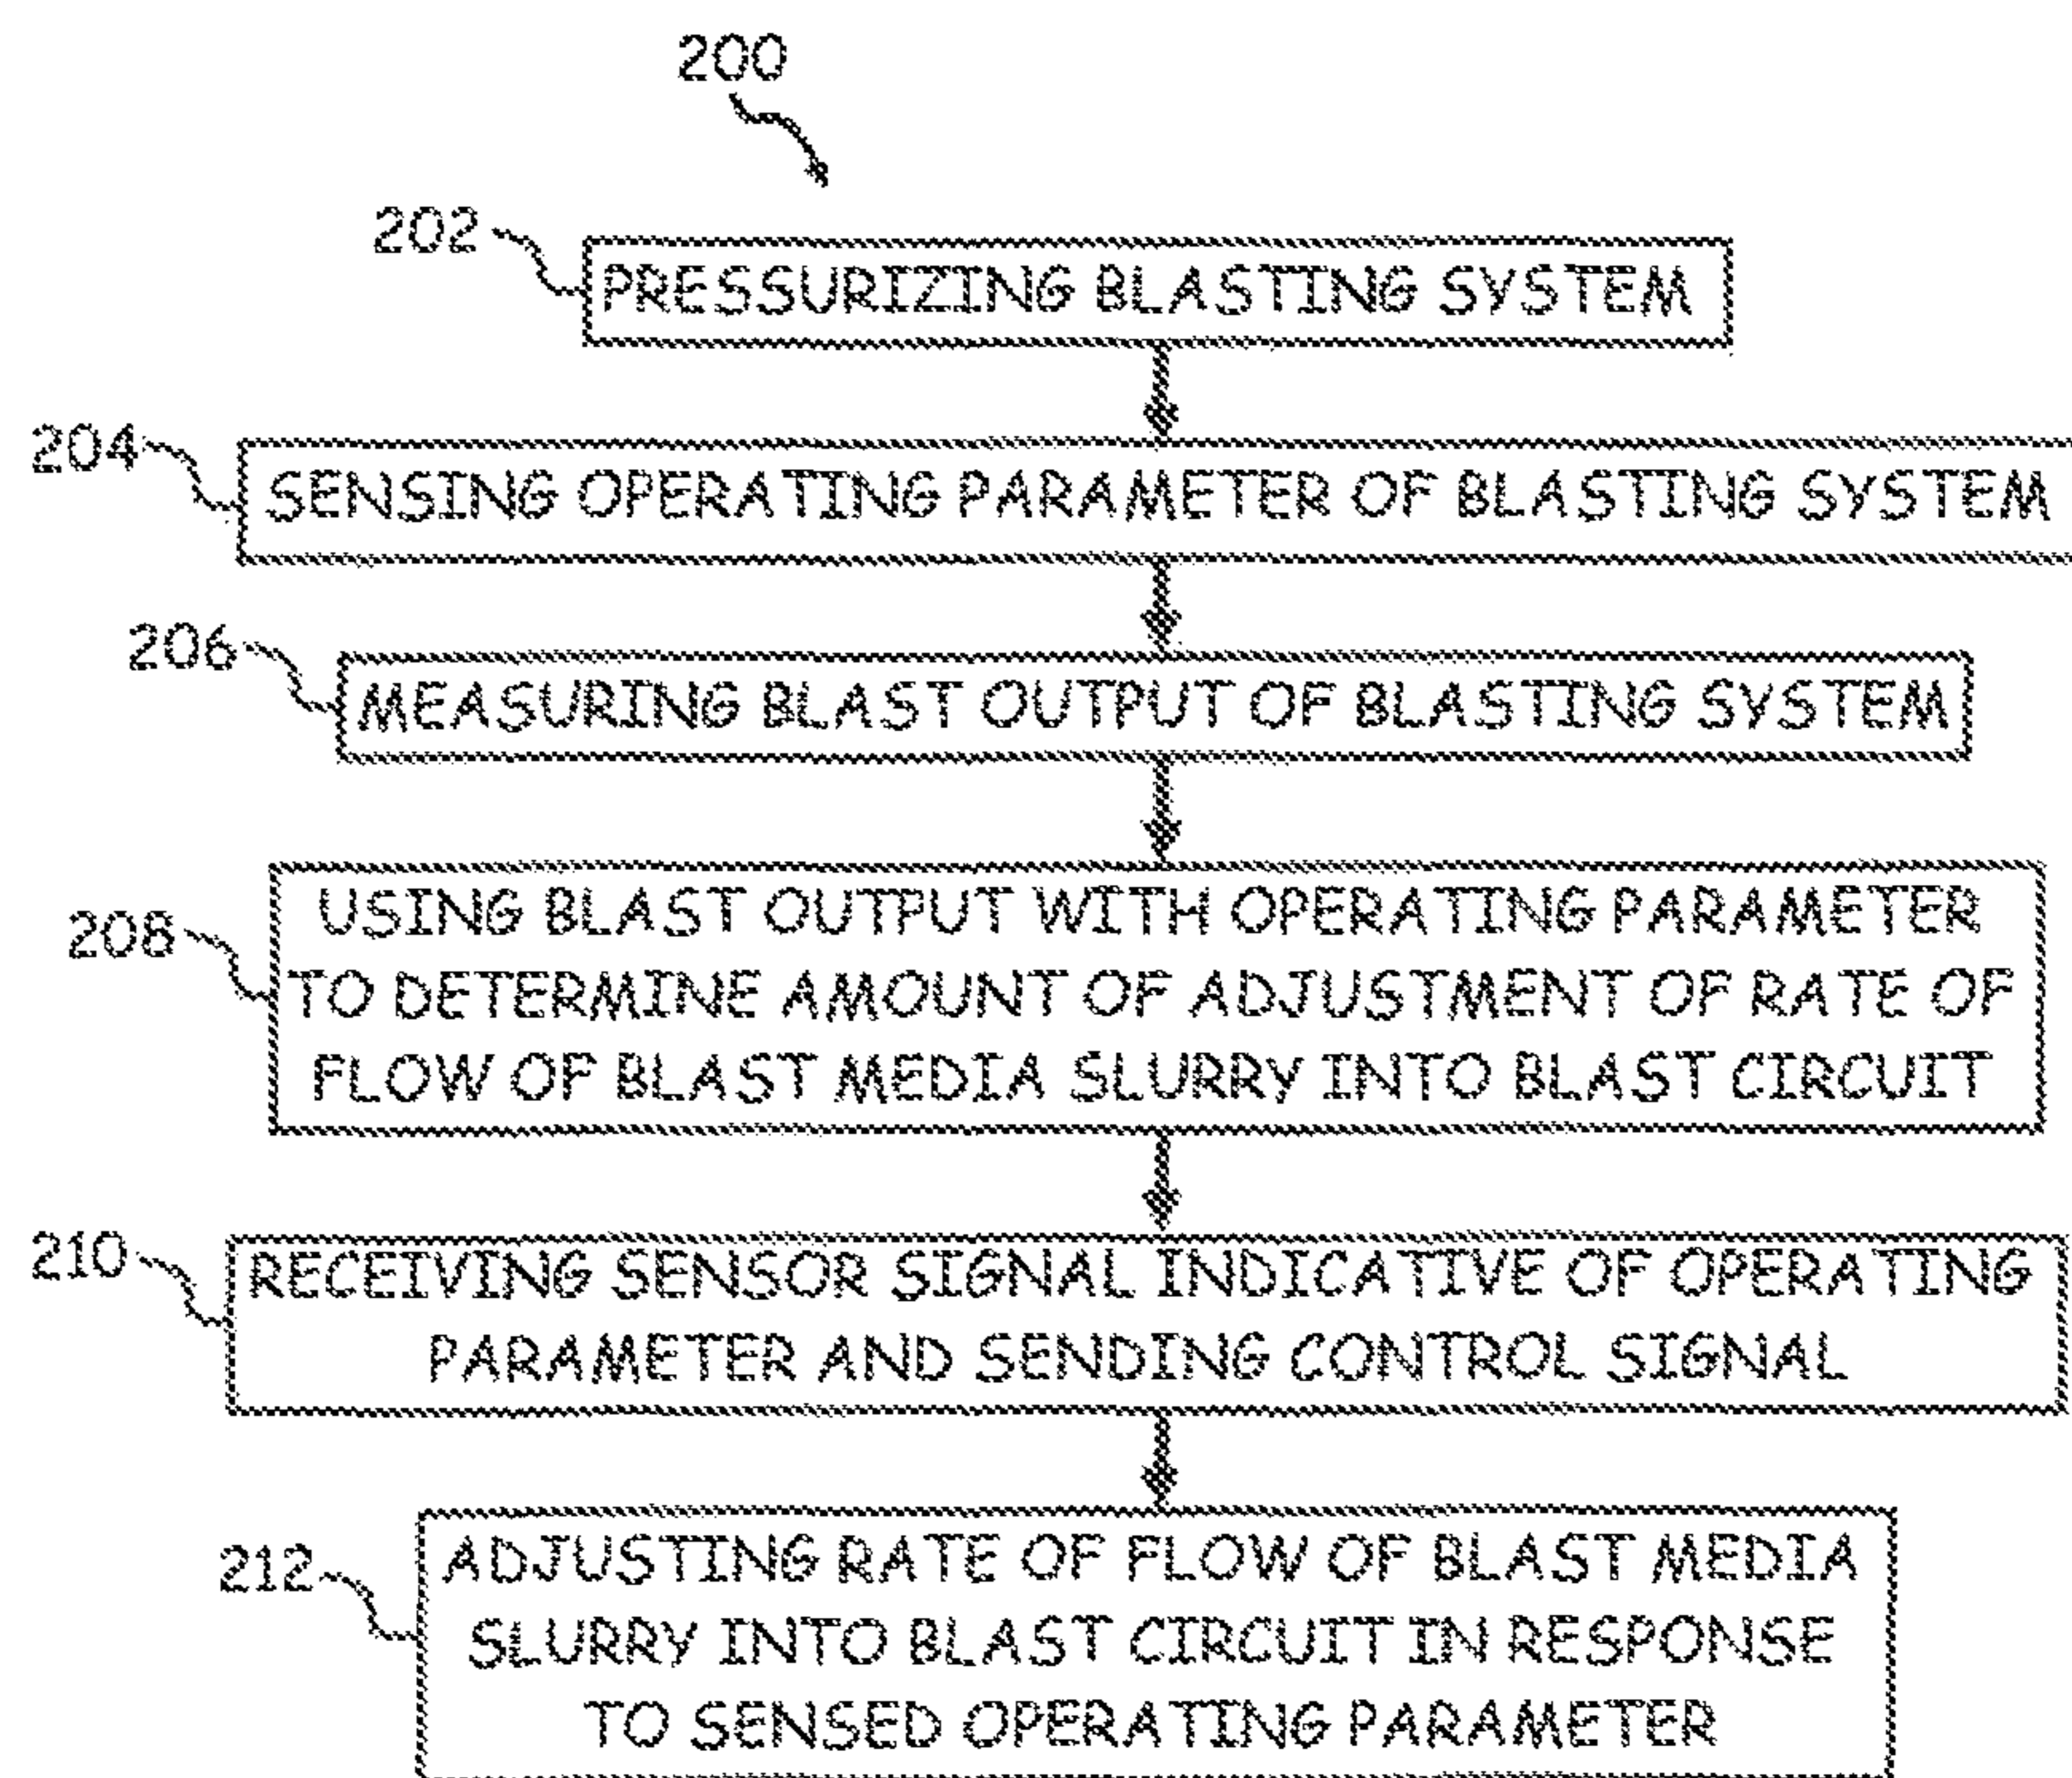 200
202
PRESSURIZING BLASTING SYSTEM
204
SENSING OPERATING PARAMETER OF BLASTING SYSTEM
206
MEASURING BLAST OUTPUT OF BLASTING SYSTEM
208
USING BLAST OUTPUT WITH OPERATING PARAMETER
TO DETERMINE AMOUNT OF ADJUSTMENT OF RATE OF
FLOW OF BLAST MEDIA SLURRY INTO BLAST CIRCUIT
210
RECEIVING SENSOR SIGNAL INDICATIVE OF OPERATING
PARAMETER AND SENDING CONTROL SIGNAL
212
ADJUSTING RATE OF FLOW OF BLAST MEDIA
SLURRY INTO BLAST CIRCUIT IN RESPONSE
TO SENSED OPERATING PARAMETER